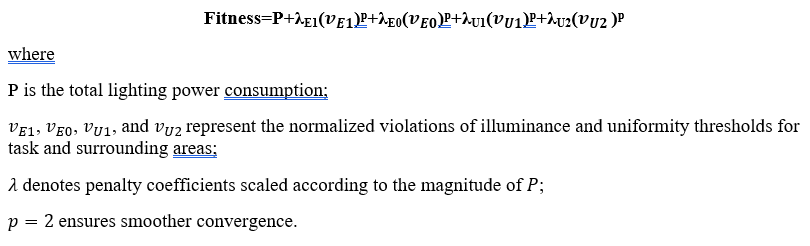 Fitness=P+λE1(vE1)p+λE0(vE0)p+λU1(vU1)p+λU2(vU2 )p
where
P is the total lighting power consumption;
vE1, vE0, vU1, and vU2 represent the normalized violations of illuminance and uniformity thresholds for
task and surrounding areas;
λ denotes penalty coefficients scaled according to the magnitude of P;
p = 2 ensures smoother convergence.